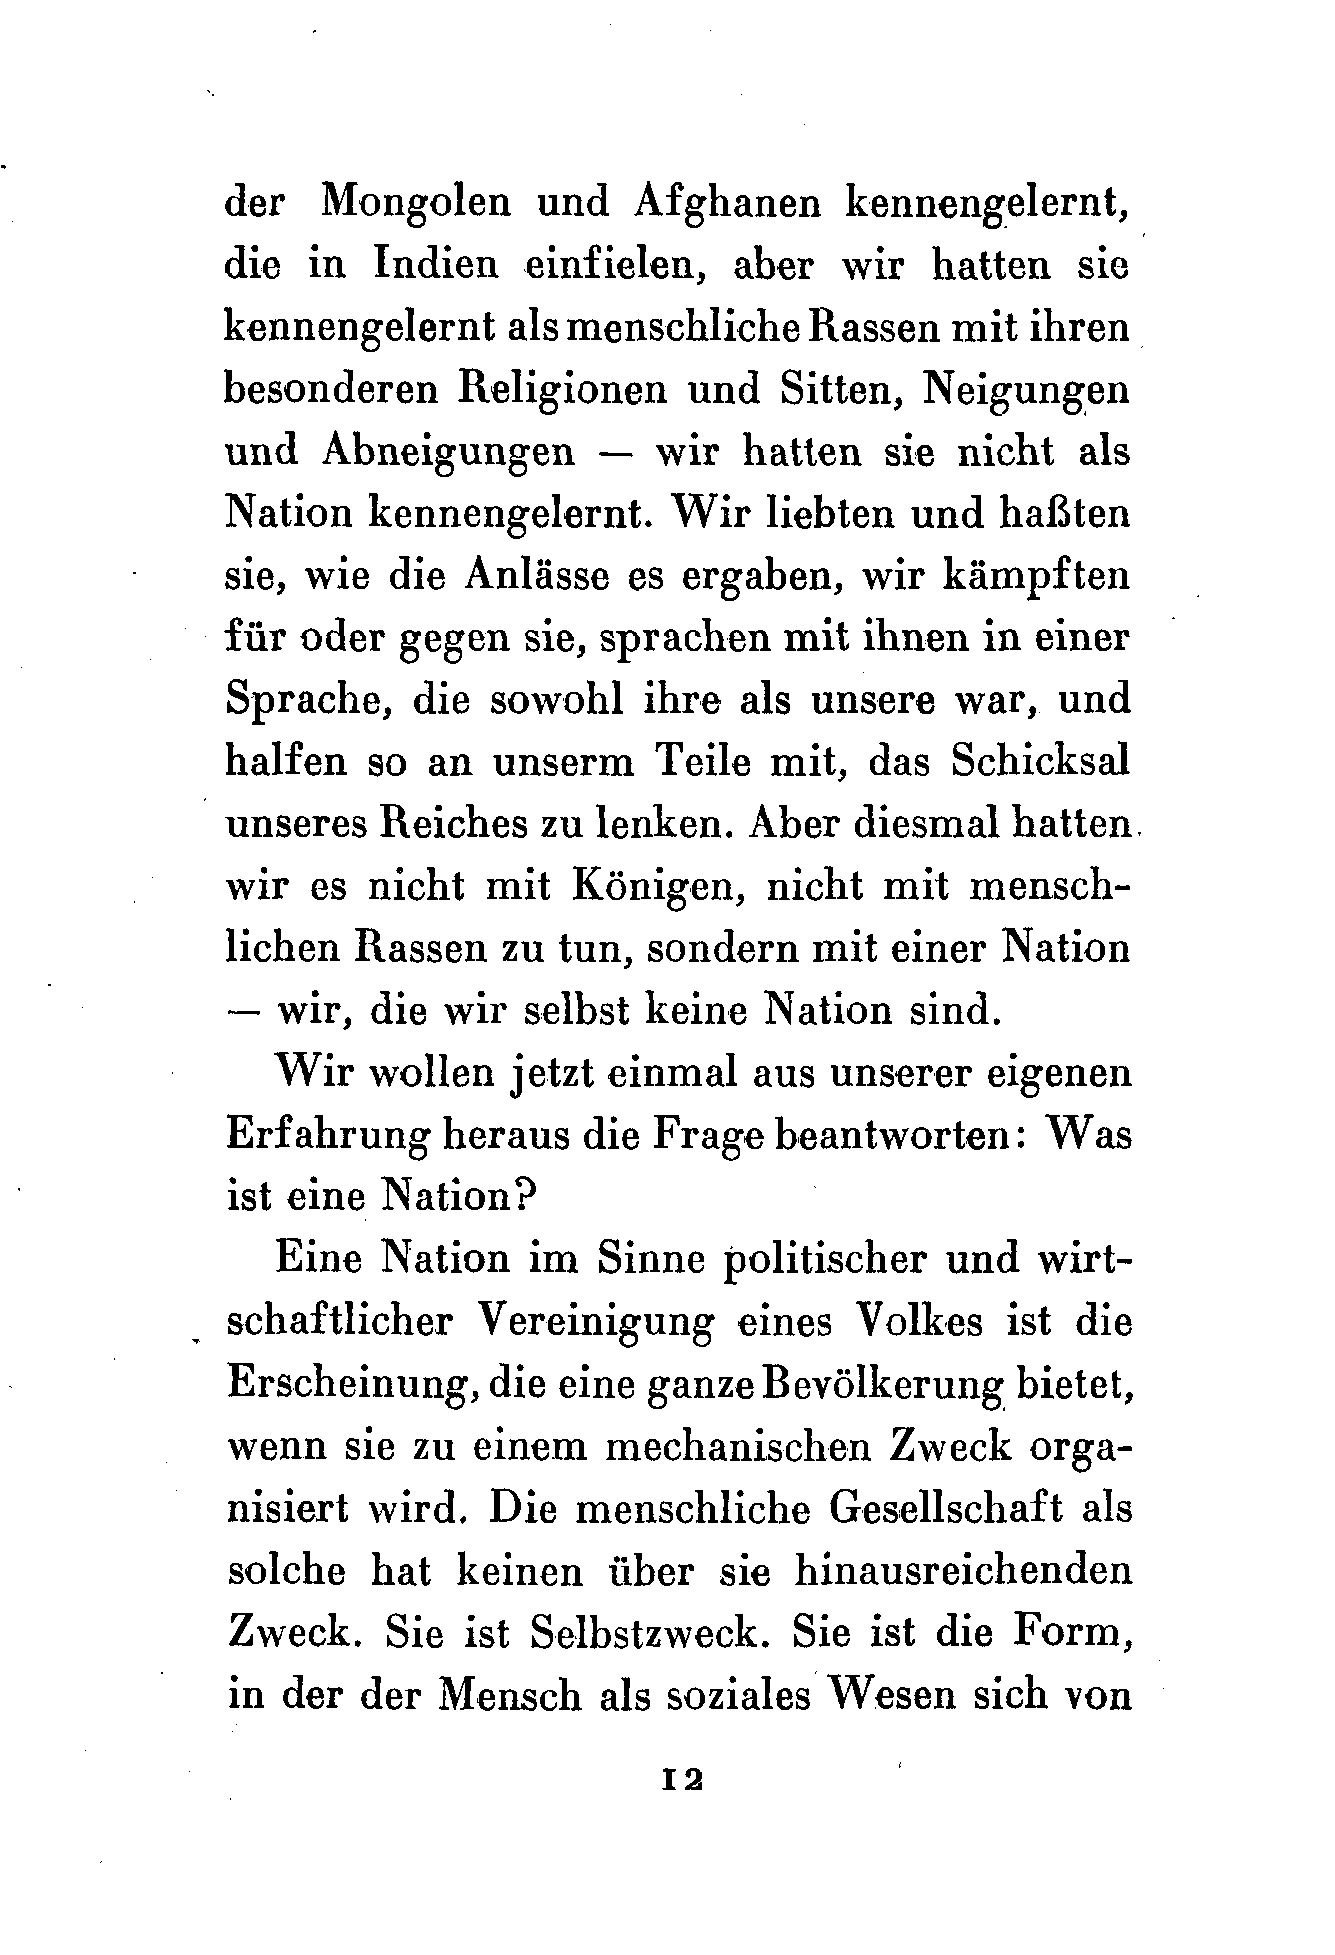 der Mongolen und Afghanen kennengelernt,
die in Indien einfielen, aber wir hatten sie
kennengelernt als menschliche Rassen mit ihren
besonderen Religionen und Sitten, Neigungen
und Abneigungen — wir hatten sie nicht als
Nation kennengelernt. Wir liebten und haßten
sie, wie die Anlässe es ergaben, wir kämpften
für oder gegen sie, sprachen mit ihnen in einer
Sprache, die sowohl ihre als unsere war, und
halfen so an unserm Teile mit, das Schicksal
unseres Reiches zu lenken. Aber diesmal hatten
wir es nicht mit Königen, nicht mit mensch-
lichen Rassen zu tun, sondern mit einer Nation
— wir, die wir selbst keine Nation sind.
Wir wollen jetzt einmal aus unserer eigenen
Erfahrung heraus die Frage beantworten: Was
ist eine Nation?
Eine Nation im Sinne politischer und wirt-
schaftlicher Vereinigung eines Volkes ist die
Erscheinung, die eine ganze Bevölkerung bietet,
wenn sie zu einem mechanischen Zweck orga-
nisiert wird. Die menschliche Gesellschaft als
solche hat keinen über sie hinausreichenden
Zweck. Sie ist Selbstzweck. Sie ist die Form,
in der der Mensch als soziales Wesen sich von
12